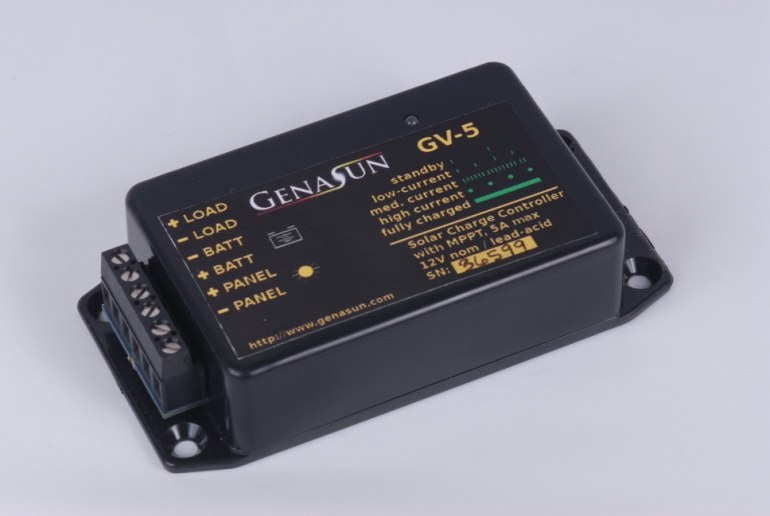 GENASUN
GV-5
+ LOAD
– LOAD
– BATT
+ BATT
+ PANEL
– PANEL
standby
low-current
med. current
high current
fully charged
Solar Charge Controller
with MPPT, 5A max
12V nom / lead-acid
SN: 36599
http://www.genasun.com